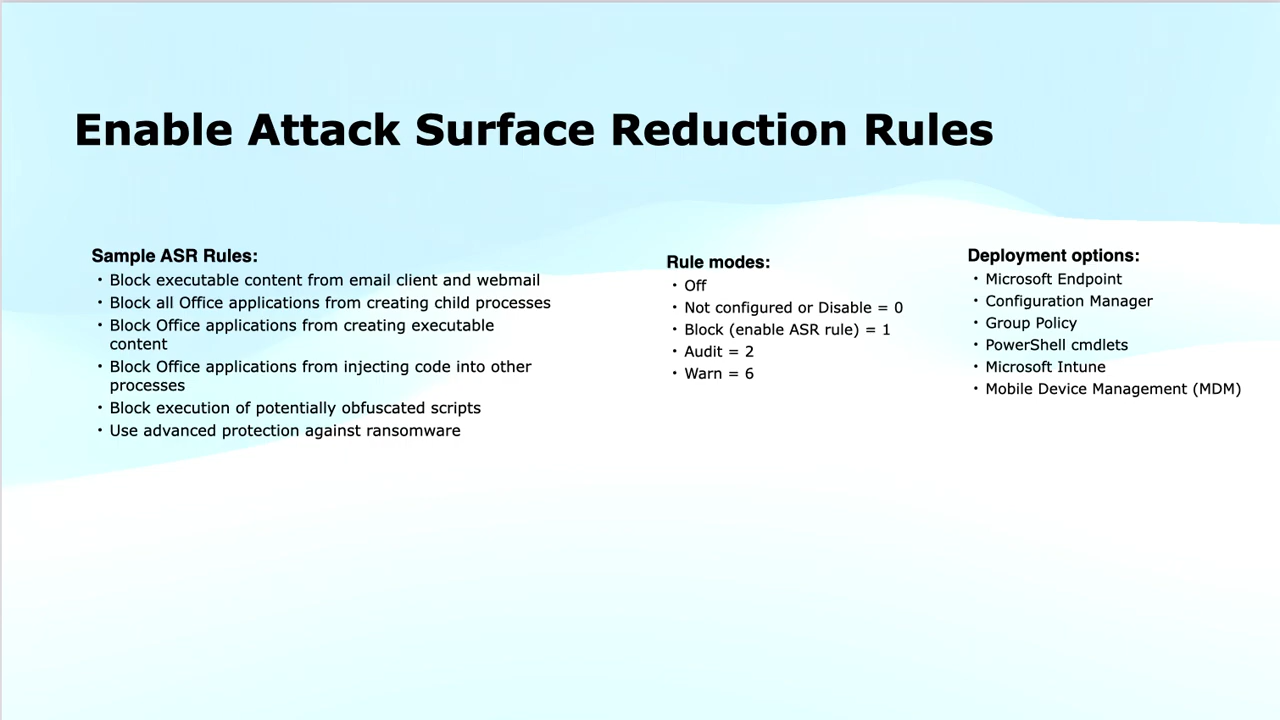 Enable Attack Surface Reduction Rules
Sample ASR Rules:
• Block executable content from email client and webmail
• Block all Office applications from creating child processes
• Block Office applications from creating executable
content
• Block Office applications from injecting code into other
processes
• Block execution of potentially obfuscated scripts
• Use advanced protection against ransomware
Rule modes:
• Off
• Not configured or Disable = 0
• Block (enable ASR rule) = 1
• Audit = 2
• Warn = 6
Deployment options:
• Microsoft Endpoint
• Configuration Manager
• Group Policy
• PowerShell cmdlets
• Microsoft Intune
• Mobile Device Management (MDM)